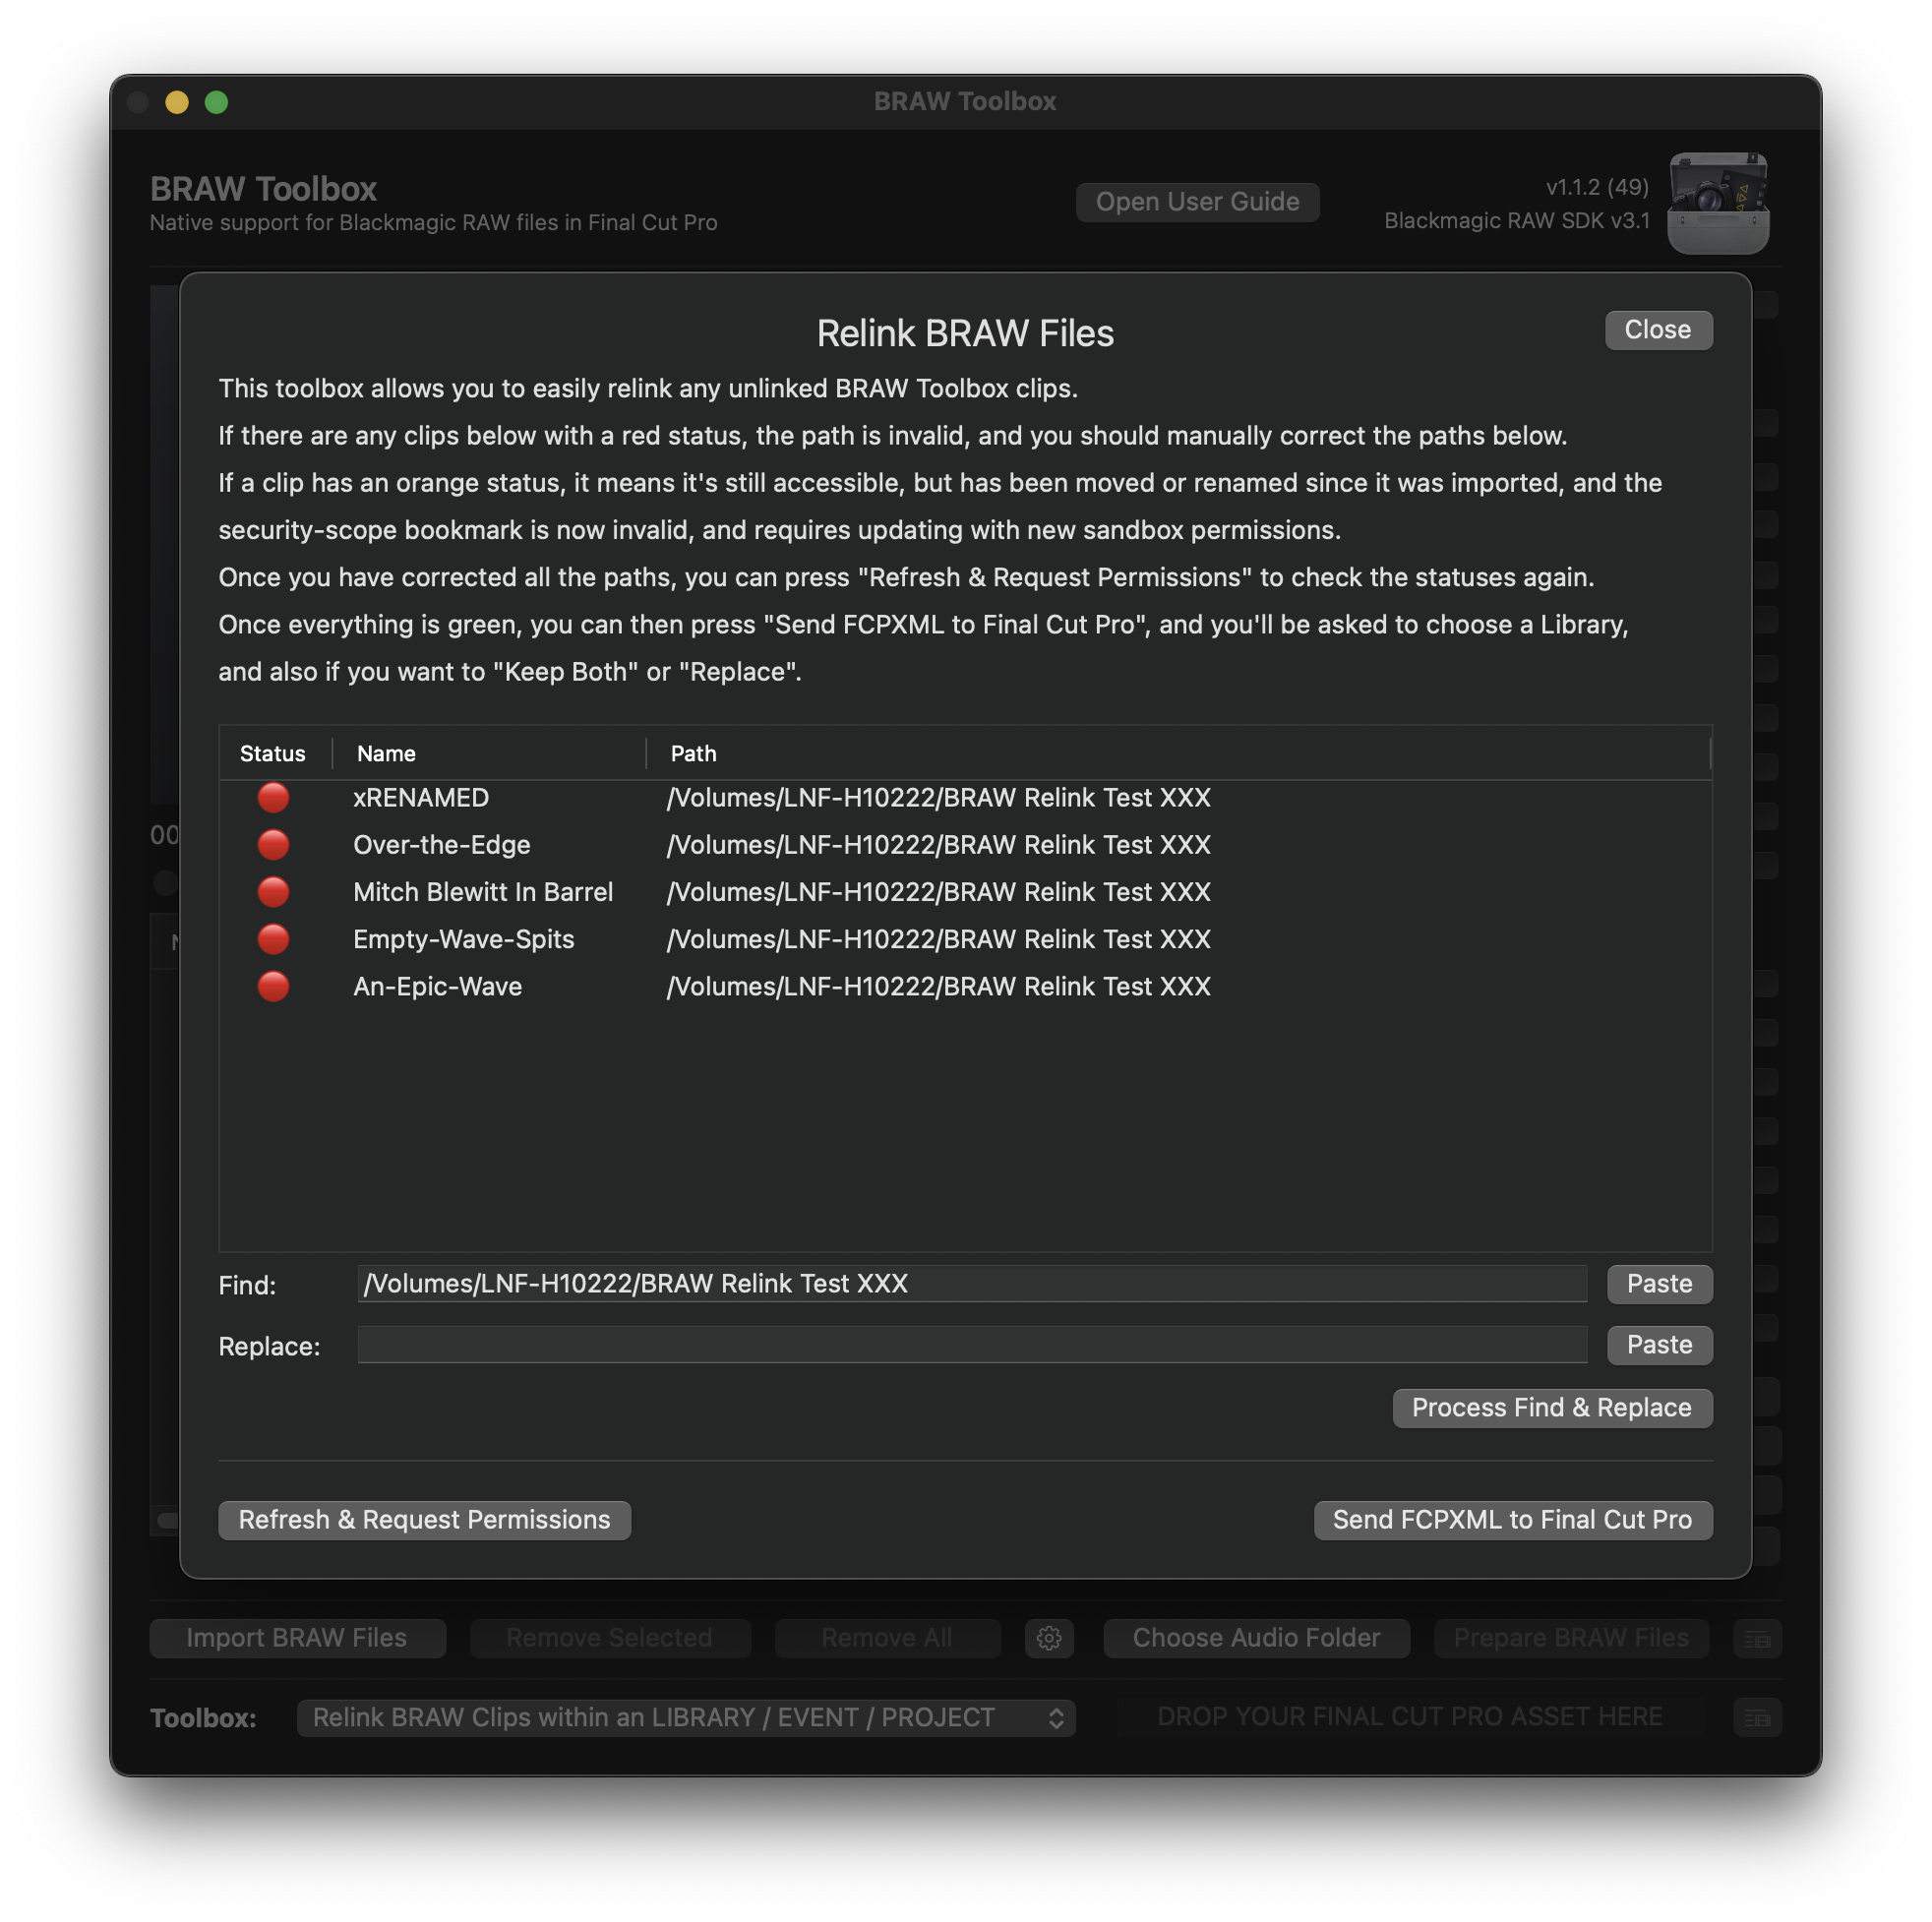 BRAW Toolbox
BRAW Toolbox
Native support for Blackmagic RAW files in Final Cut Pro
Open User Guide
v1.1.2 (49)
Blackmagic RAW SDK v3.1
Relink BRAW Files
Close
This toolbox allows you to easily relink any unlinked BRAW Toolbox clips.
If there are any clips below with a red status, the path is invalid, and you should manually correct the paths below.
If a clip has an orange status, it means it's still accessible, but has been moved or renamed since it was imported, and the
security-scope bookmark is now invalid, and requires updating with new sandbox permissions.
Once you have corrected all the paths, you can press "Refresh & Request Permissions" to check the statuses again.
Once everything is green, you can then press "Send FCPXML to Final Cut Pro", and you'll be asked to choose a Library,
and also if you want to "Keep Both" or "Replace".
Status Name Path
xRENAMED /Volumes/LNF-H10222/BRAW Relink Test XXX
00
Over-the-Edge /Volumes/LNF-H10222/BRAW Relink Test XXX
Mitch Blewitt In Barrel /Volumes/LNF-H10222/BRAW Relink Test XXX
Empty-Wave-Spits /Volumes/LNF-H10222/BRAW Relink Test XXX
An-Epic-Wave /Volumes/LNF-H10222/BRAW Relink Test XXX
Find: /Volumes/LNF-H10222/BRAW Relink Test XXX Paste
Replace: Paste
Process Find & Replace
Refresh & Request Permissions Send FCPXML to Final Cut Pro
Import BRAW Files Remove Selected Remove All Choose Audio Folder Prepare BRAW Files
Toolbox: Relink BRAW Clips within an LIBRARY / EVENT / PROJECT DROP YOUR FINAL CUT PRO ASSET HERE